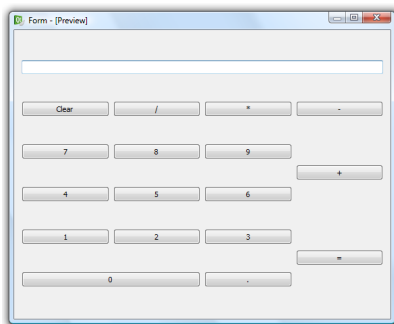 Form - [Preview]
Clear / * -
7 8 9
+
4 5 6
1 2 3
=
0 .